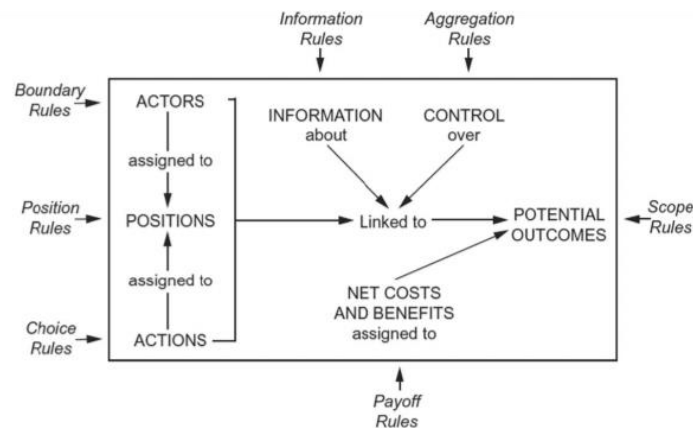 Information
Rules
Aggregation
Rules
Boundary
Rules
ACTORS
INFORMATION
about
CONTROL
over
assigned to
Position
Rules
POSITIONS
Linked to
POTENTIAL
OUTCOMES
Scope
Rules
assigned to
NET COSTS
AND BENEFITS
assigned to
Choice
Rules
ACTIONS
Payoff
Rules